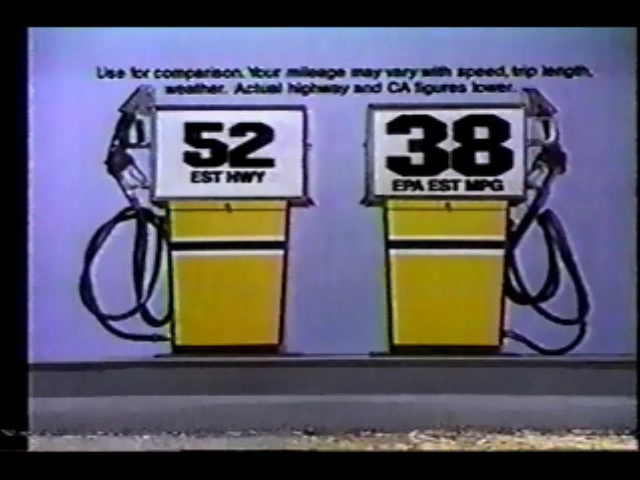 Use for comparison. Your mileage may vary with speed, trip length,
weather. Actual highway and CA figures lower.
52
EST HWY
38
EPA EST MPG